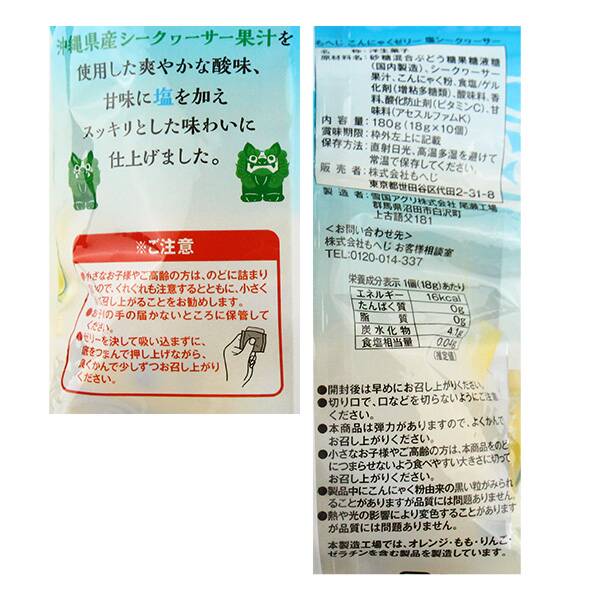 沖縄県産シークヮーサー果汁を
使用した爽やかな酸味、
甘味に塩を加え
スッキリとした味わいに
仕上げました。
※ご注意
●小さなお子様やご高齢の方は、のどに詰まり
ので、くれぐれも注意するとともに、小さく
召し上がることをお勧めします。
の手の届かないところに保管して
ください。
●ゼリーを決して吸い込まずに、
底をつまんで押し上げながら、
良くかんで少しずつお召し上がり
ください。
もへじ こんにゃくゼリー 塩シークヮーサー
名称:洋生菓子
原材料名:砂糖混合ぶどう糖果糖液糖
(国内製造)、シークヮーサー
果汁、こんにゃく粉、食塩/ゲル
化剤(増粘多糖類)、酸味料、香
料、酸化防止剤(ビタミンC)、甘
味料(アセスルファムK)
内容量:180g(18g×10個)
賞味期限:枠外左上に記載
保存方法:直射日光、高温多湿を避けて
常温で保存してください。
販売者:株式会社もへじ
東京都世田谷区代田2-31-8
製造者:雪国アグリ株式会社 尾瀬工場
群馬県沼田市白沢町
上古語父181
<お問い合わせ先>
株式会社もへじ お客様相談室
TEL:0120-014-337
栄養成分表示 1個(18g)あたり
エネルギー 16kcal
たんぱく質 0g
脂質 0g
炭水化物 4.1g
食塩相当量 0.04g
(推定値)
●開封後は早めにお召し上がりください。
●切り口で、口などを切らないようにご注意
ください。
●本商品は弾力がありますので、よくかんで
お召し上がりください。
●小さなお子様やご高齢の方は、本商品をのど
につまらせないよう食べやすい大きさに切って
お召し上がりください。
●製品中にこんにゃく粉由来の黒い粒がみられ
ることがありますが品質には問題ありません。
●熱や光の影響により変色することがあります
が品質には問題ありません。
本製造工場では、オレンジ・もも・りんご・
ゼラチンを含む製品を製造しています。